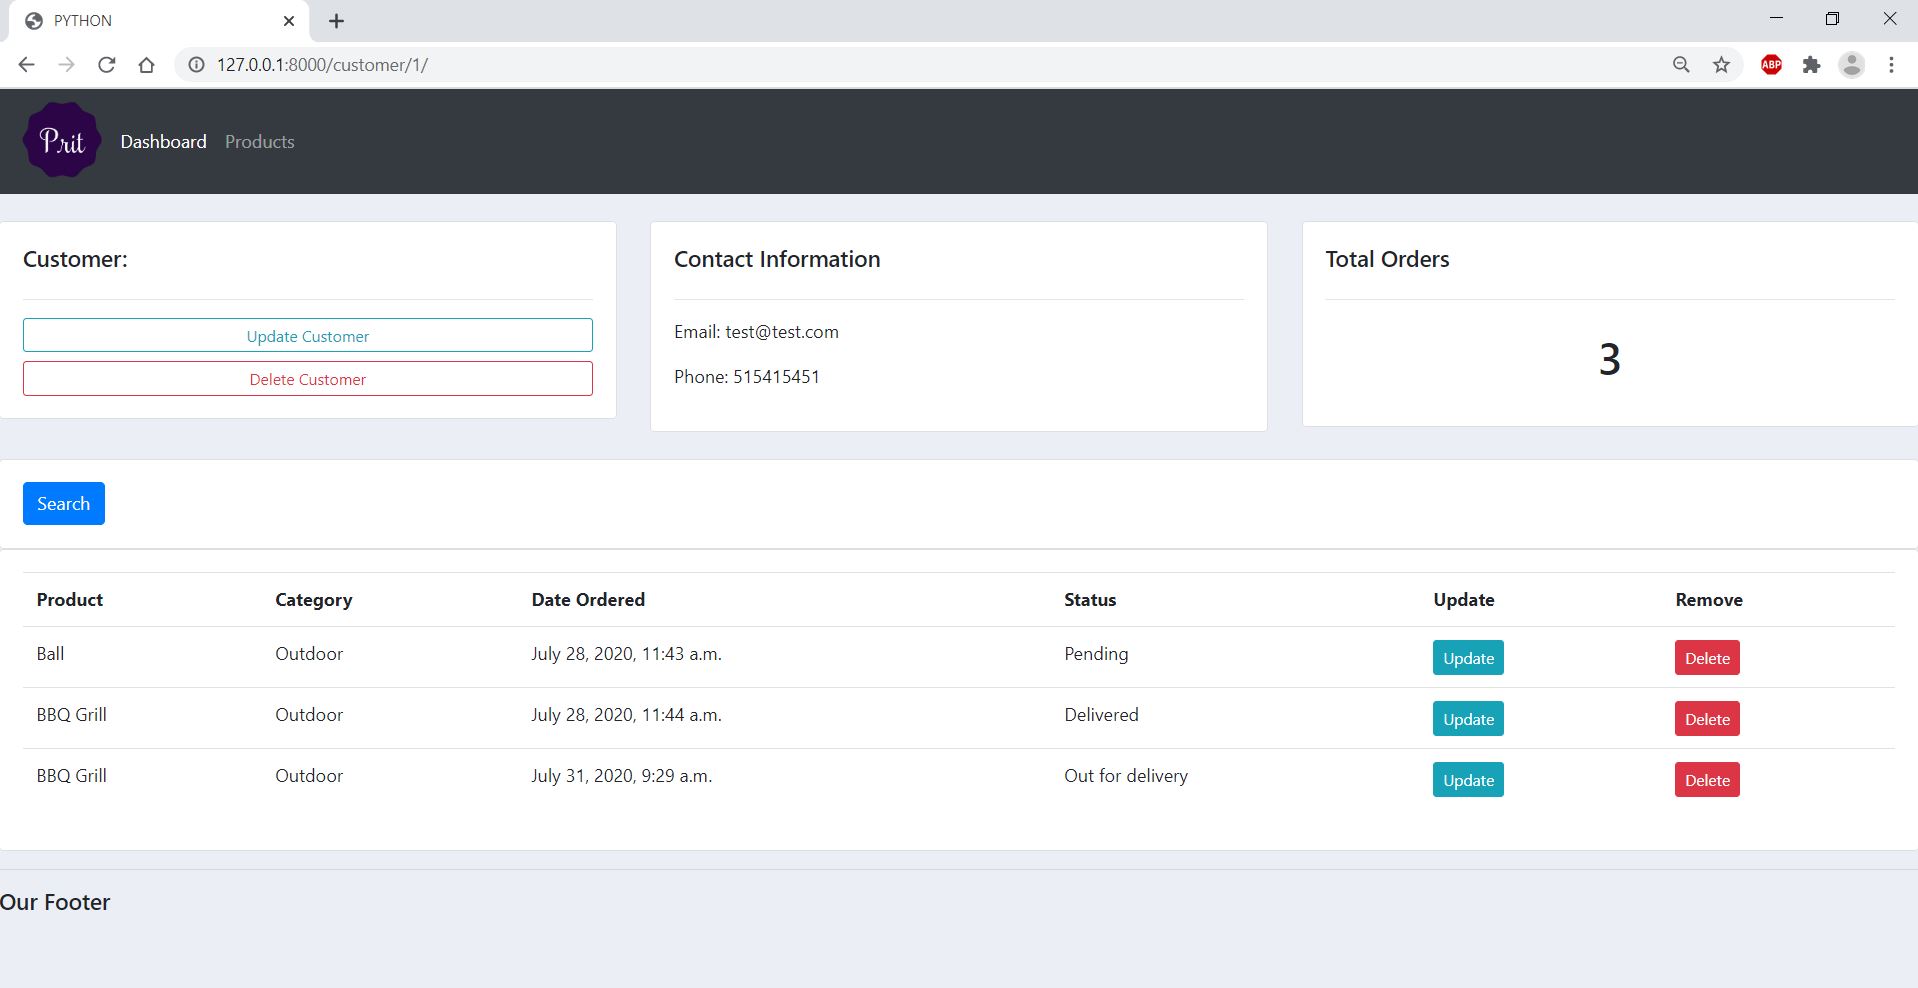 PYTHON
127.0.0.1:8000/customer/1/
ABP
Prit Dashboard Products
Customer:
Update Customer
Delete Customer
Contact Information
Email: test@test.com
Phone: 515415451
Total Orders
3
Search
Product Category Date Ordered Status Update Remove
Ball Outdoor July 28, 2020, 11:43 a.m. Pending Update Delete
BBQ Grill Outdoor July 28, 2020, 11:44 a.m. Delivered Update Delete
BBQ Grill Outdoor July 31, 2020, 9:29 a.m. Out for delivery Update Delete
Our Footer